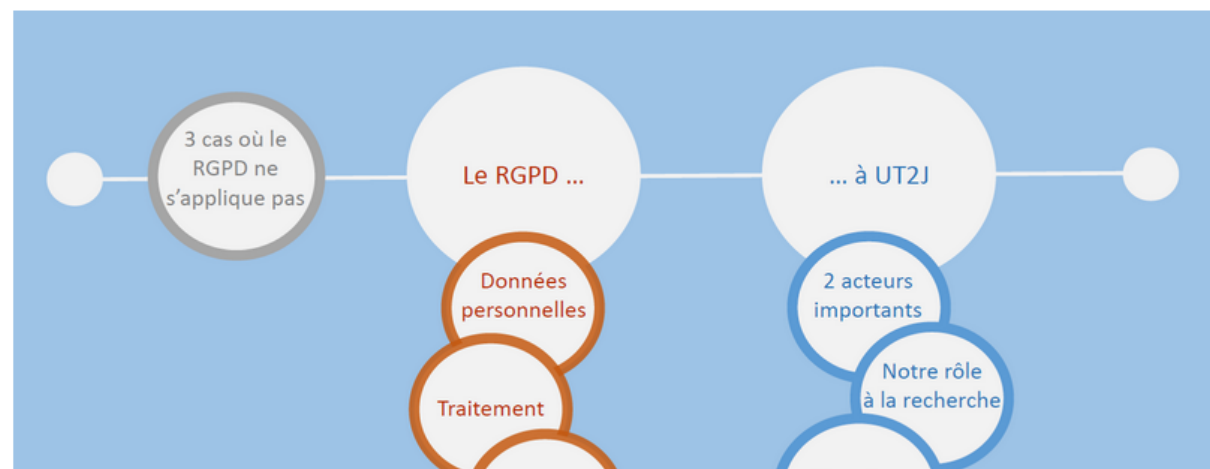 3 cas où le
RGPD ne
s'applique pas
Le RGPD ...
... à UT2J
Données
personnelles
Traitement
2 acteurs
importants
Notre rôle
à la recherche